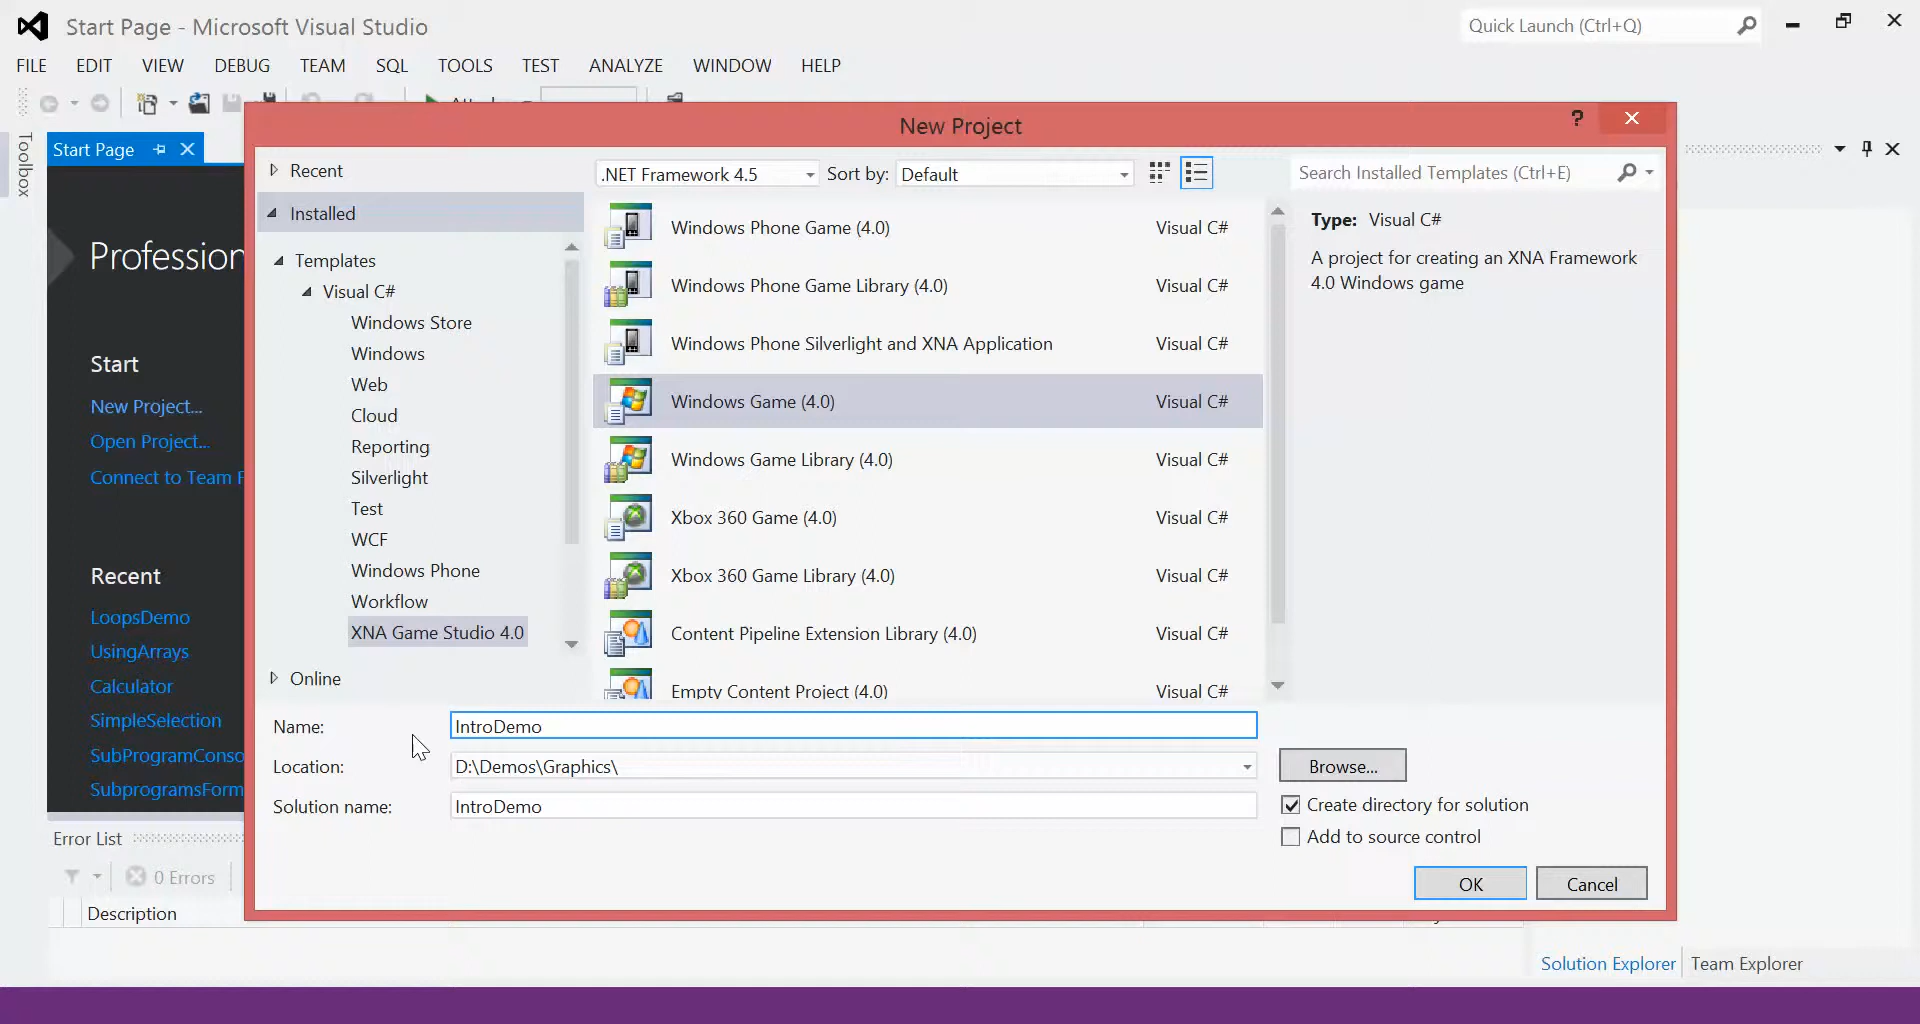 Start Page - Microsoft Visual Studio
Quick Launch (Ctrl+Q)
FILE EDIT VIEW DEBUG TEAM SQL TOOLS TEST ANALYZE WINDOW HELP
New Project
?
Toolbox
Start Page
Recent
.NET Framework 4.5
Sort by: Default
Search Installed Templates (Ctrl+E)
Installed
Windows Phone Game (4.0) Visual C#
Type: Visual C#
Profession
Templates
A project for creating an XNA Framework
4.0 Windows game
Visual C#
Windows Phone Game Library (4.0) Visual C#
Windows Store
Windows Phone Silverlight and XNA Application Visual C#
Windows
Start
Web
New Project...
Windows Game (4.0) Visual C#
Cloud
Open Project...
Reporting
Windows Game Library (4.0) Visual C#
Connect to Team F
Silverlight
Test
Xbox 360 Game (4.0) Visual C#
WCF
Recent
Windows Phone
Xbox 360 Game Library (4.0) Visual C#
Workflow
LoopsDemo
XNA Game Studio 4.0
Content Pipeline Extension Library (4.0) Visual C#
UsingArrays
Online
Calculator
Empty Content Project (4.0) Visual C#
SimpleSelection
Name: IntroDemo
SubProgramConso
Location: D:\Demos\Graphics\
Browse...
SubprogramsForm
Solution name: IntroDemo
Create directory for solution
Add to source control
Error List
0 Errors
OK
Cancel
Description
Solution Explorer
Team Explorer